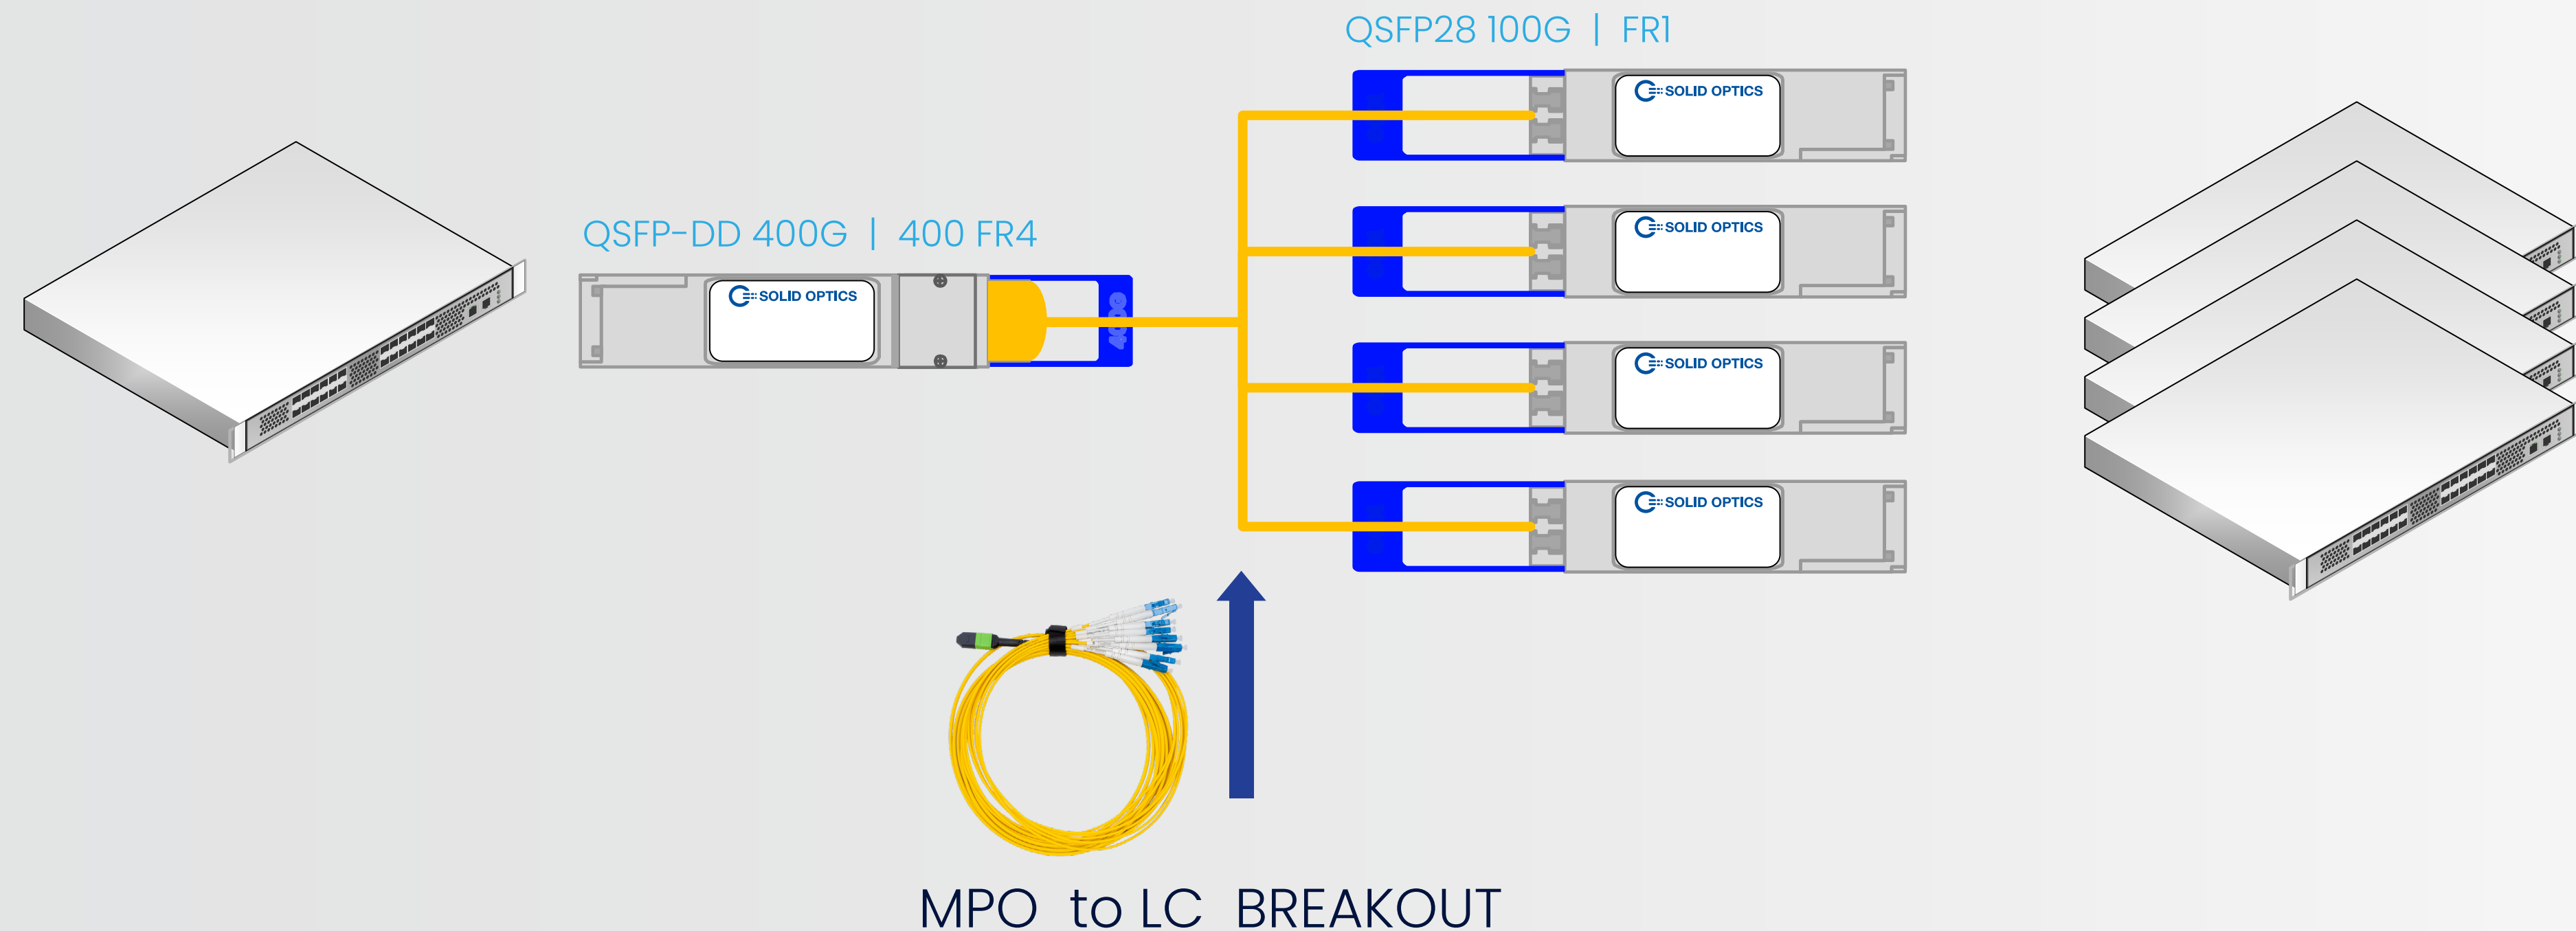 QSFP28 100G | FR1
SOLID OPTICS
SOLID OPTICS
QSFP-DD 400G | 400 FR4
SOLID OPTICS
400G
SOLID OPTICS
SOLID OPTICS
MPO to LC BREAKOUT